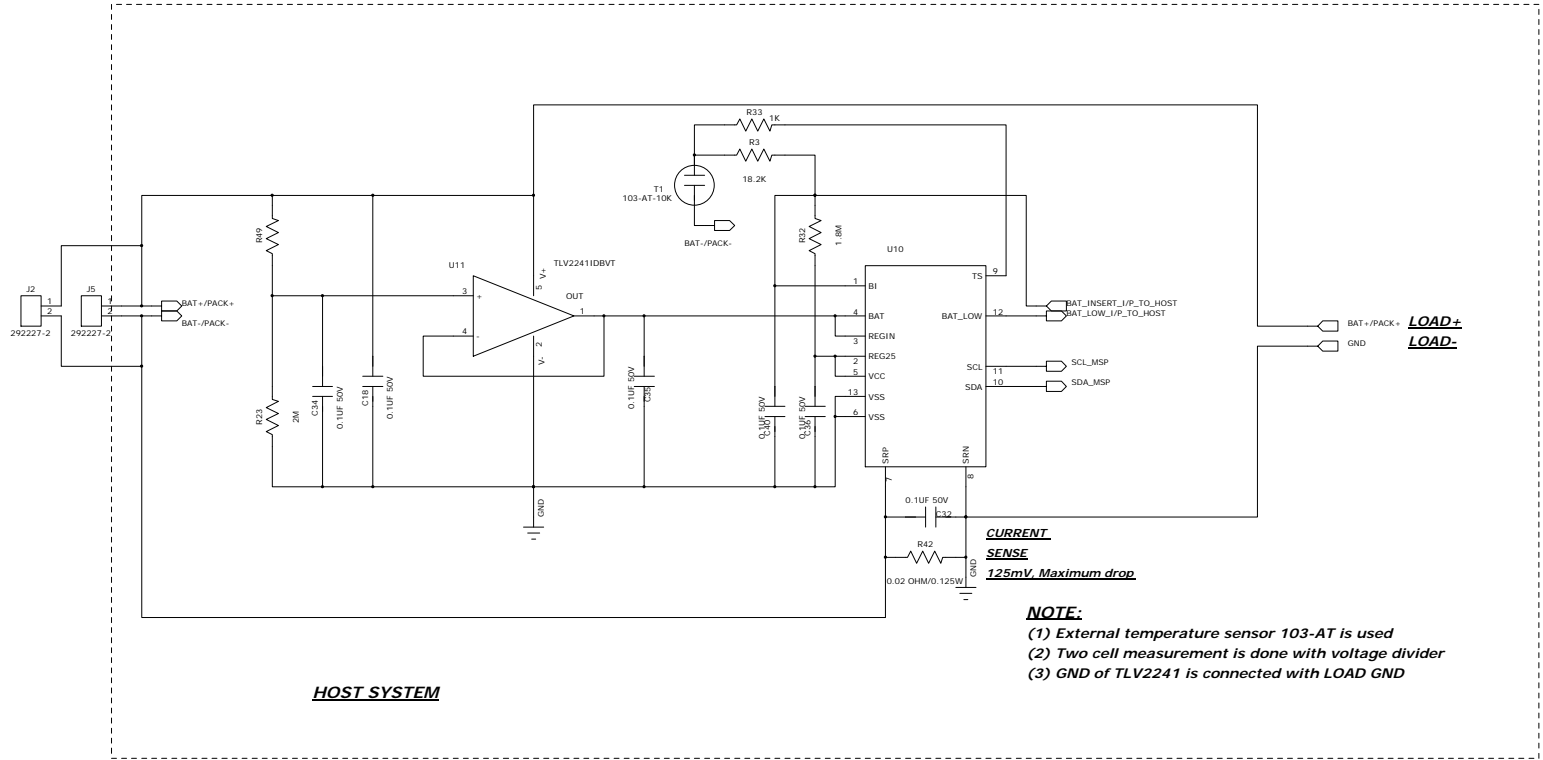 R33
1K
R3
18.2K
T1
103-AT-10K
BAT-/PACK-
R49
R32
1.8M
U10
U11
TLV2241IDBVT
V+
5
OUT
3
+
1
4
-
2
V-
J2
1
2
292227-2
J5
1
2
292227-2
BAT+/PACK+
BAT-/PACK-
TS
9
1
BI
4
BAT
REGIN
3
REG25
2
5
VCC
13
VSS
6
VSS
BAT_LOW
12
SCL
11
SDA
10
SRP
7
SRN
8
BAT_INSERT_I/P_TO_HOST
BAT_LOW_I/P_TO_HOST
SCL_MSP
SDA_MSP
BAT+/PACK+
LOAD+
GND
LOAD-
R23
2M
C34
0.1UF 50V
C18
0.1UF 50V
0.1UF 50V
C35
0.1UF 50V
C40
0.1UF 50V
C36
GND
0.1UF 50V
C32
R42
0.02 OHM/0.125W
GND
CURRENT
SENSE
125mV, Maximum drop
NOTE:
(1) External temperature sensor 103-AT is used
(2) Two cell measurement is done with voltage divider
(3) GND of TLV2241 is connected with LOAD GND
HOST SYSTEM